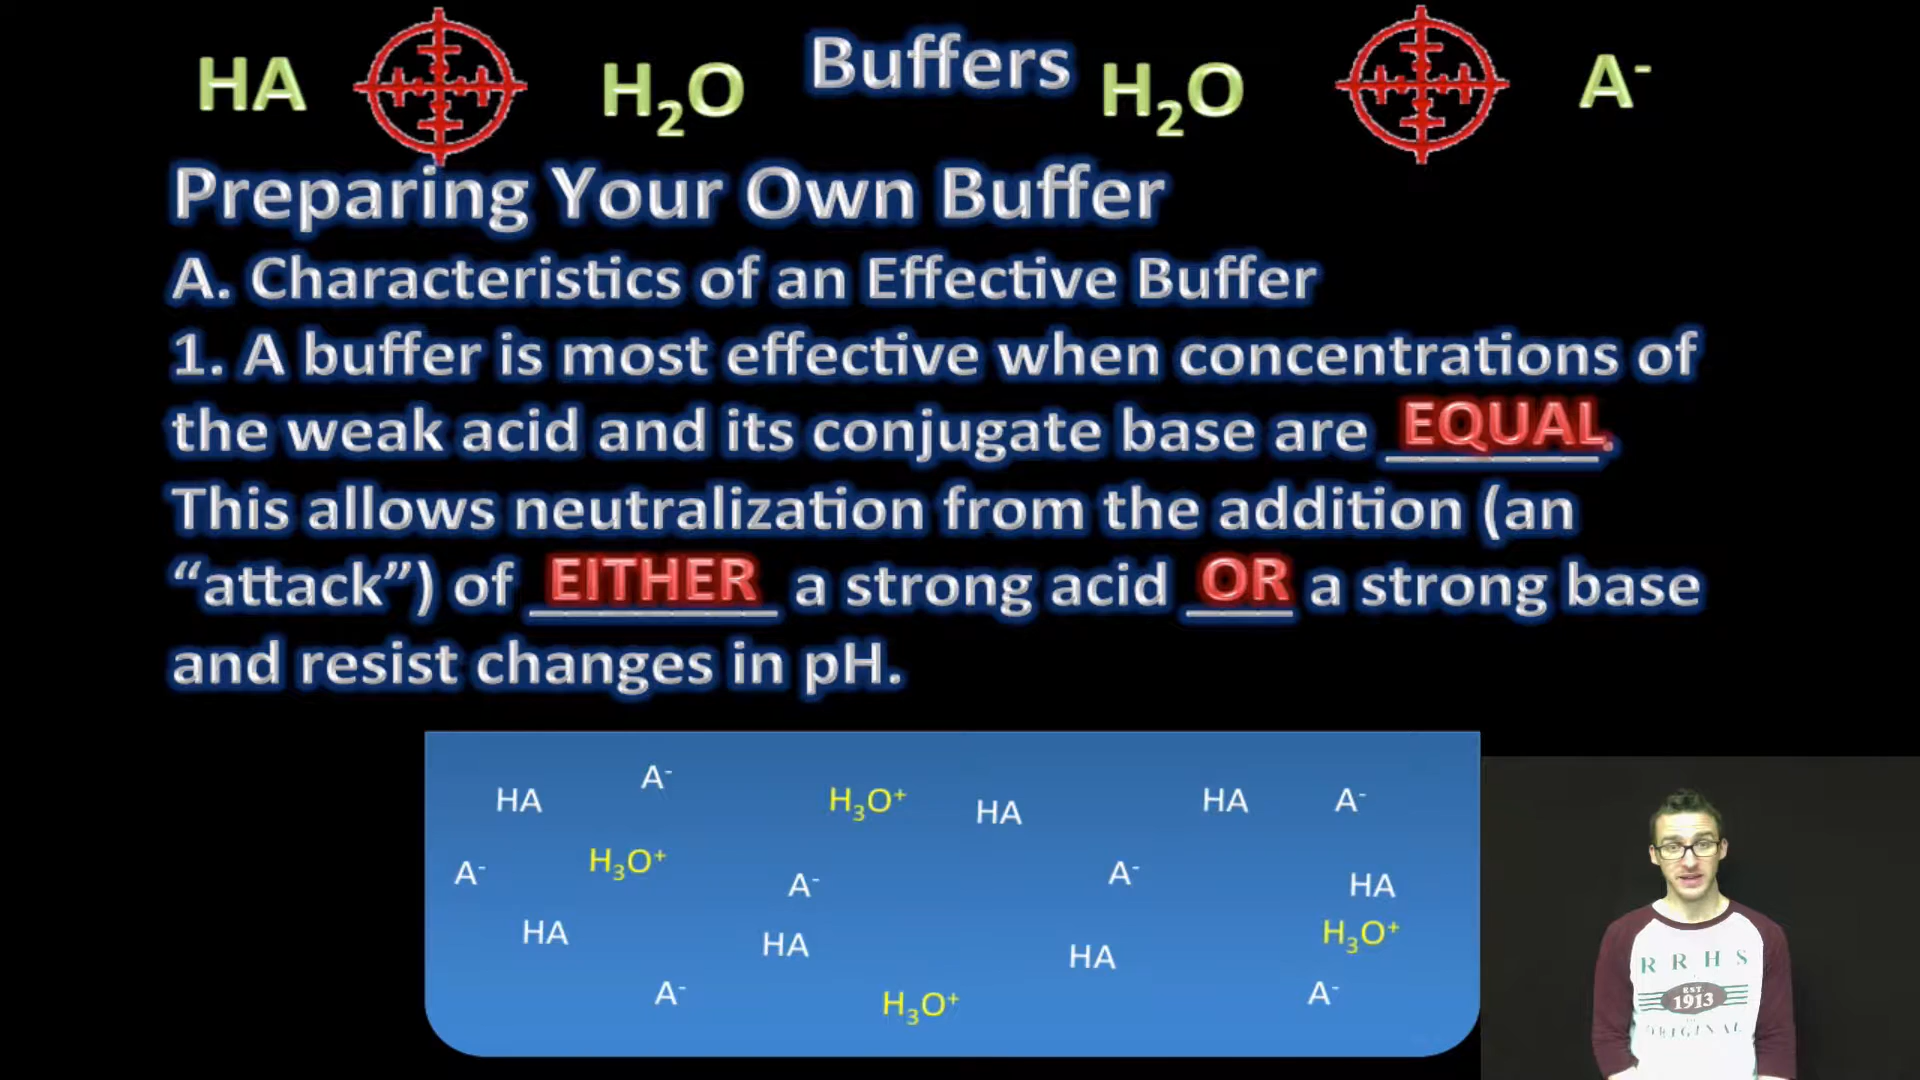 HA H₂O Buffers H₂O A⁻
Preparing Your Own Buffer
A. Characteristics of an Effective Buffer
1. A buffer is most effective when concentrations of
the weak acid and its conjugate base are EQUAL.
This allows neutralization from the addition (an
“attack”) of EITHER a strong acid OR a strong base
and resist changes in pH.
HA A⁻ H₃O⁺ HA HA A⁻
A⁻ H₃O⁺ A⁻ A⁻ HA
HA HA HA H₃O⁺
A⁻ H₃O⁺ A⁻
R R H S
EST
1913
ORIGINAL